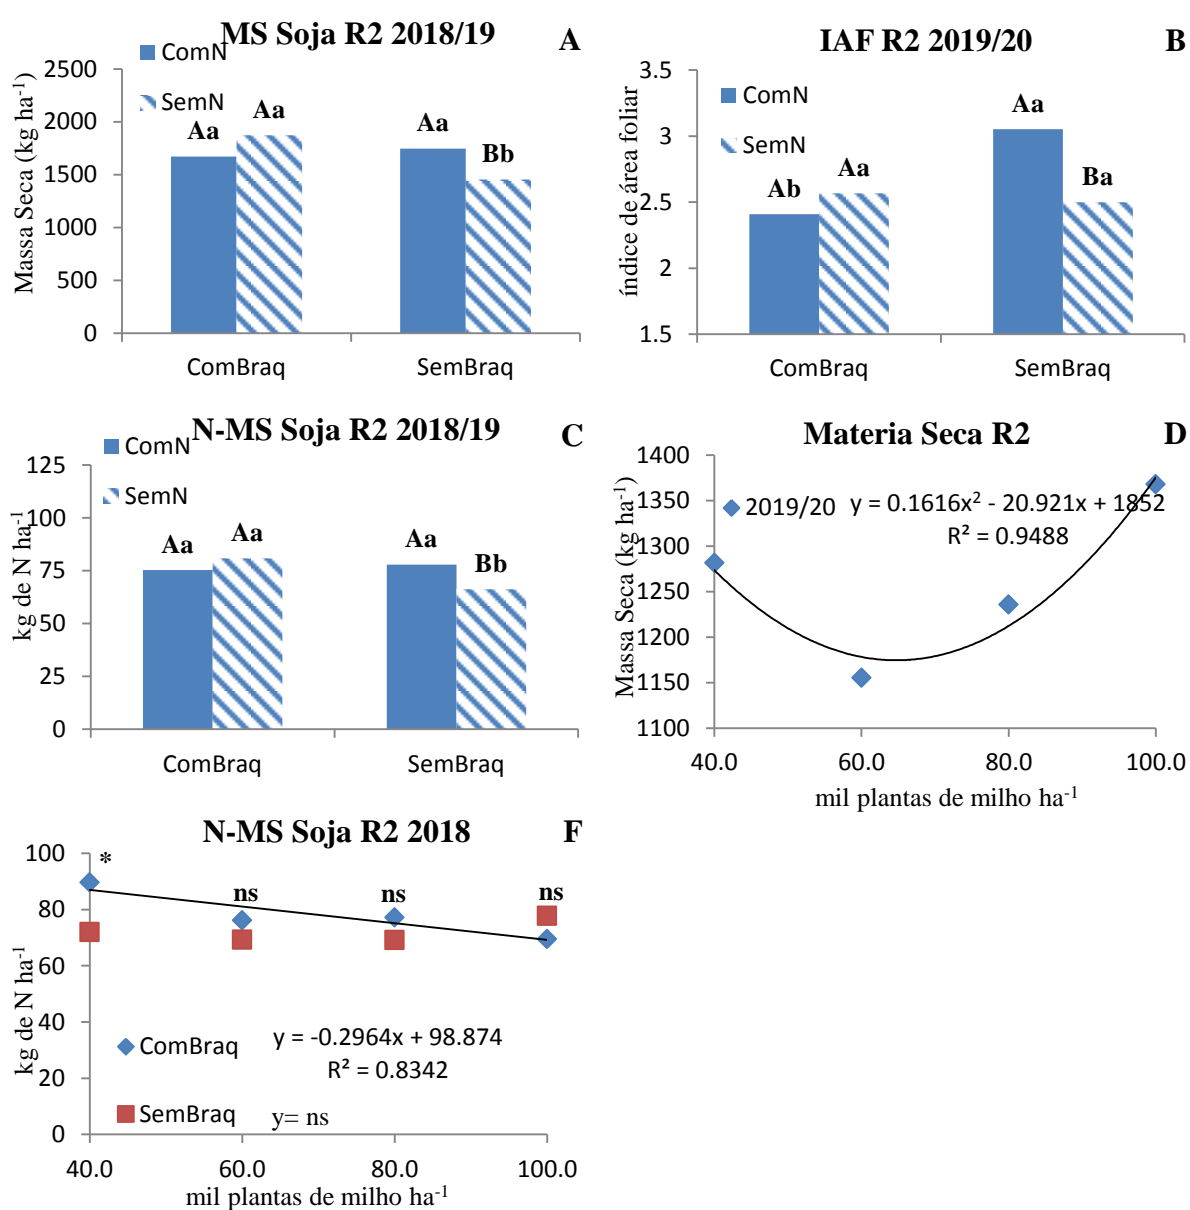 MS Soja R2 2018/19
A
ComN
SemN
Massa Seca (kg ha-1)
2500
2000
1500
1000
500
0
Aa
Aa
Aa
Bb
ComBraq
SemBraq
IAF R2 2019/20
B
ComN
SemN
índice de área foliar
3.5
3
2.5
2
1.5
Ab
Aa
Aa
Ba
ComBraq
SemBraq
N-MS Soja R2 2018/19
C
ComN
SemN
kg de N ha-1
125
100
75
50
25
0
Aa
Aa
Aa
Bb
ComBraq
SemBraq
Materia Seca R2
D
Massa Seca (kg ha-1)
1400
1350
1300
1250
1200
1150
1100
2019/20
y = 0.1616x² - 20.921x + 1852
R² = 0.9488
40.0 60.0 80.0 100.0
mil plantas de milho ha-1
N-MS Soja R2 2018
F
kg de N ha-1
100
80
60
40
20
0
*
ns
ns
ns
ComBraq
y = -0.2964x + 98.874
R² = 0.8342
SemBraq
y= ns
40.0 60.0 80.0 100.0
mil plantas de milho ha-1